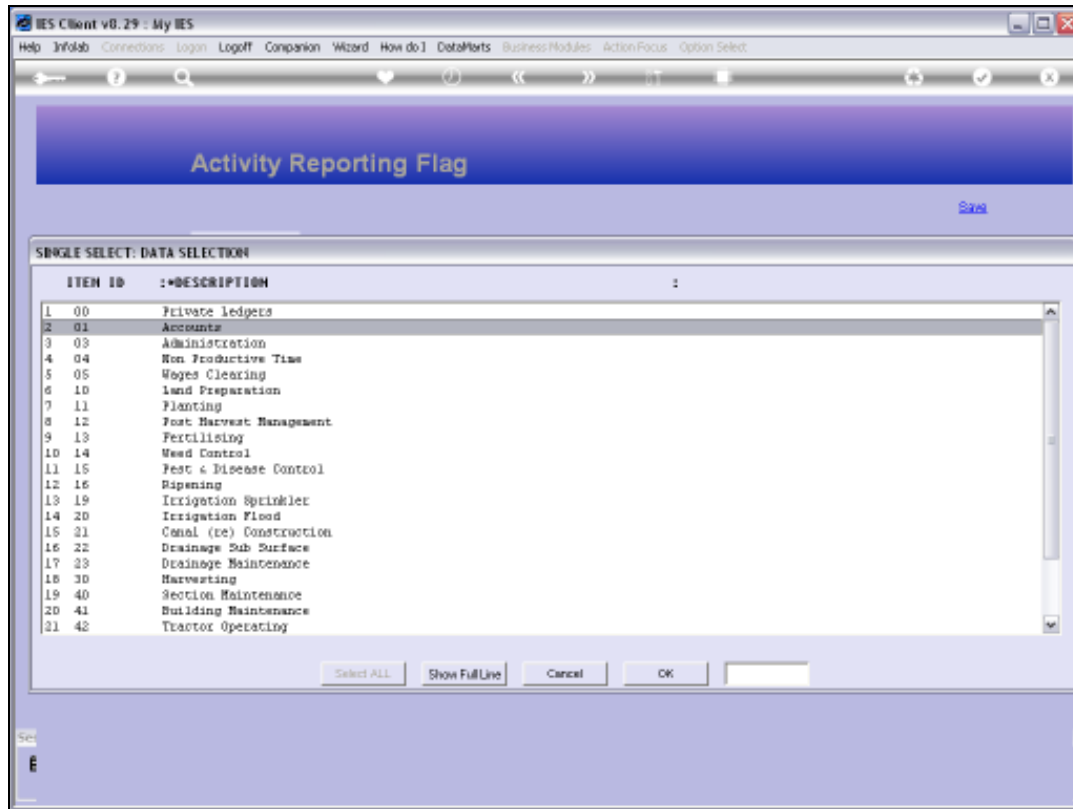 IES Client v8.29 : My IES
Help Infolab Connections Logon Logoff Companion Wizard How do I DataMarts Business Modules Action Focus Option Select
Activity Reporting Flag
Save
SINGLE SELECT: DATA SELECTION
ITEM ID :*DESCRIPTION :
1 00 Private ledgers
2 01 Accounts
3 03 Administration
4 04 Non Productive Time
5 05 Wages Clearing
6 10 Land Preparation
7 11 Planting
8 12 Post Harvest Management
9 13 Fertilising
10 14 Weed Control
11 15 Pest & Disease Control
12 16 Ripening
13 19 Irrigation Sprinkler
14 20 Irrigation Flood
15 21 Canal (re) Construction
16 22 Drainage Sub Surface
17 23 Drainage Maintenance
18 30 Harvesting
19 40 Section Maintenance
20 41 Building Maintenance
21 42 Tractor Operating
Select ALL Show Full Line Cancel OK